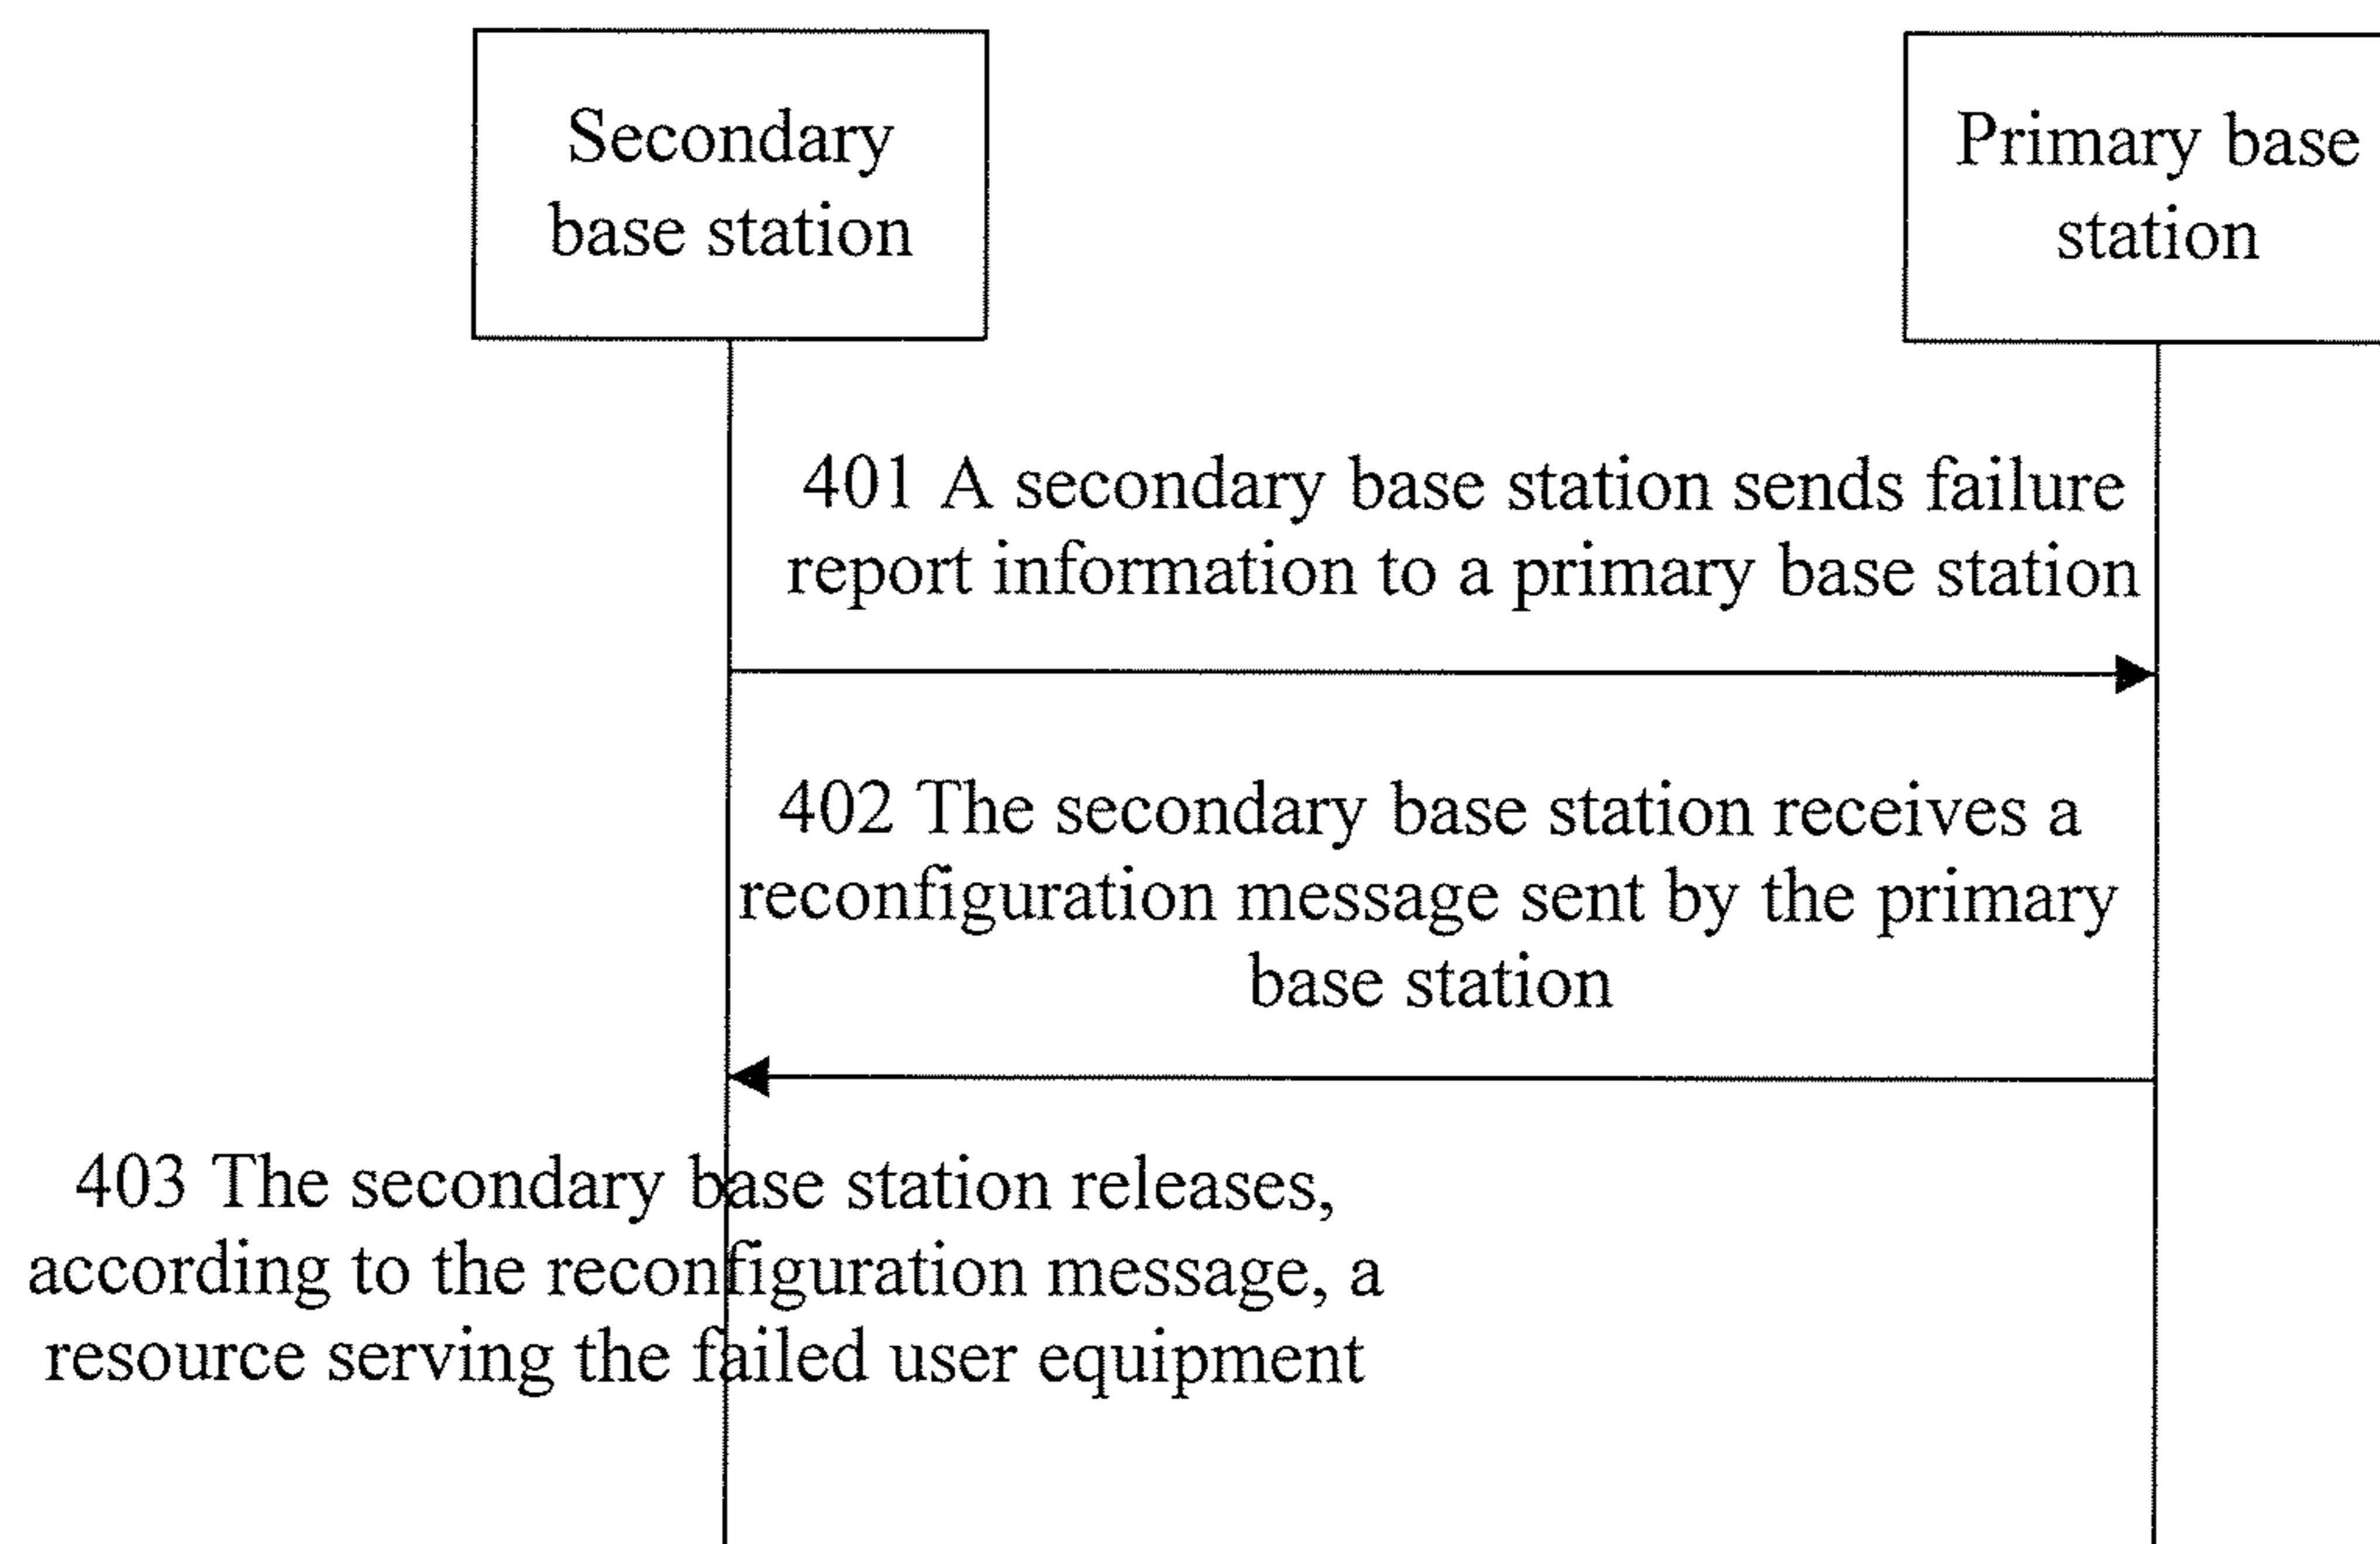 Secondary
base station
Primary base
station
401 A secondary base station sends failure
report information to a primary base station
402 The secondary base station receives a
reconfiguration message sent by the primary
base station
403 The secondary base station releases,
according to the reconfiguration message, a
resource serving the failed user equipment